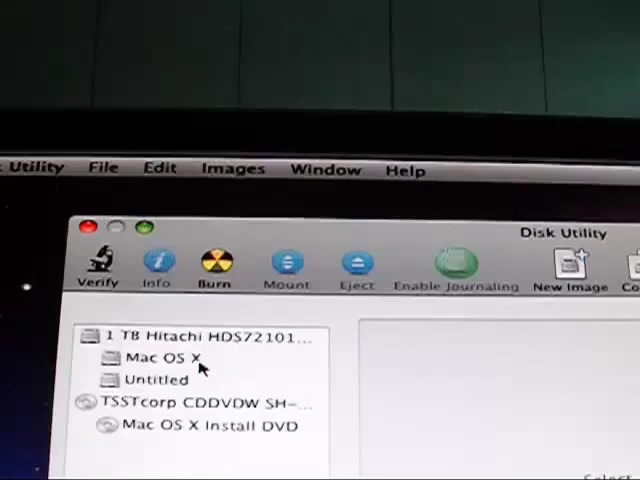 Utility File Edit Images Window Help
Disk Utility
Verify Info Burn Mount Eject Enable Journaling New Image
1 TB Hitachi HDS72101...
Mac OS X
Untitled
TSSTcorp CDDVDW SH-...
Mac OS X Install DVD
Select